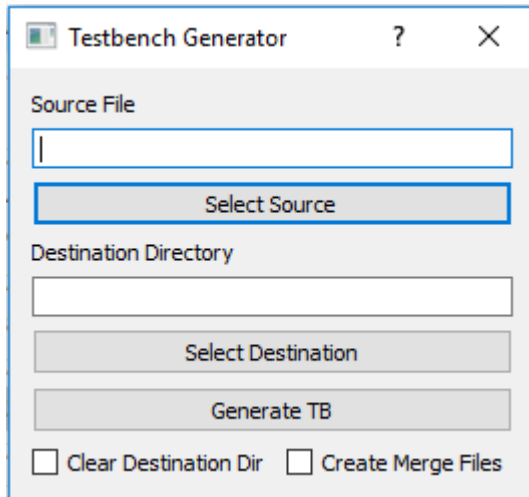 Testbench Generator ?
Source File
Select Source
Destination Directory
Select Destination
Generate TB
Clear Destination Dir Create Merge Files